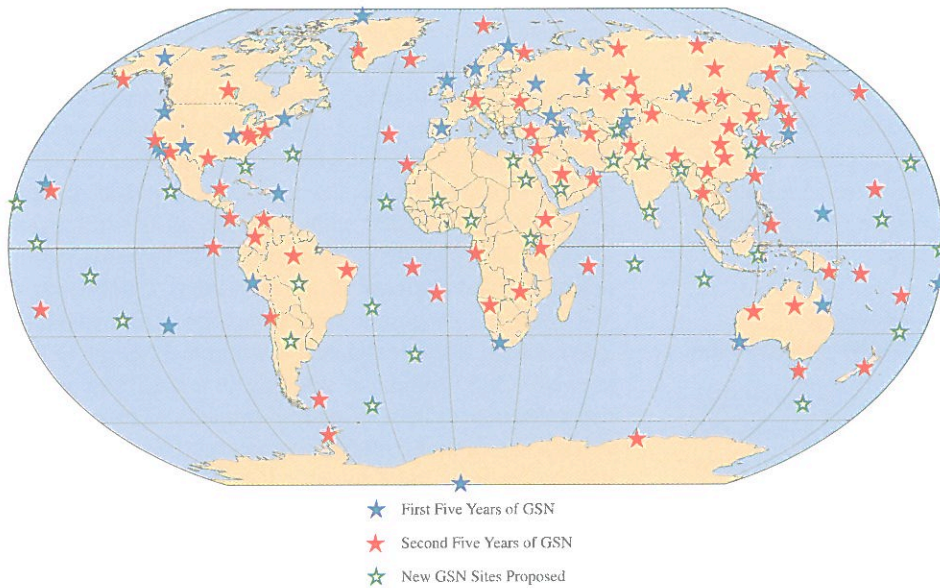 First Five Years of GSN
Second Five Years of GSN
New GSN Sites Proposed